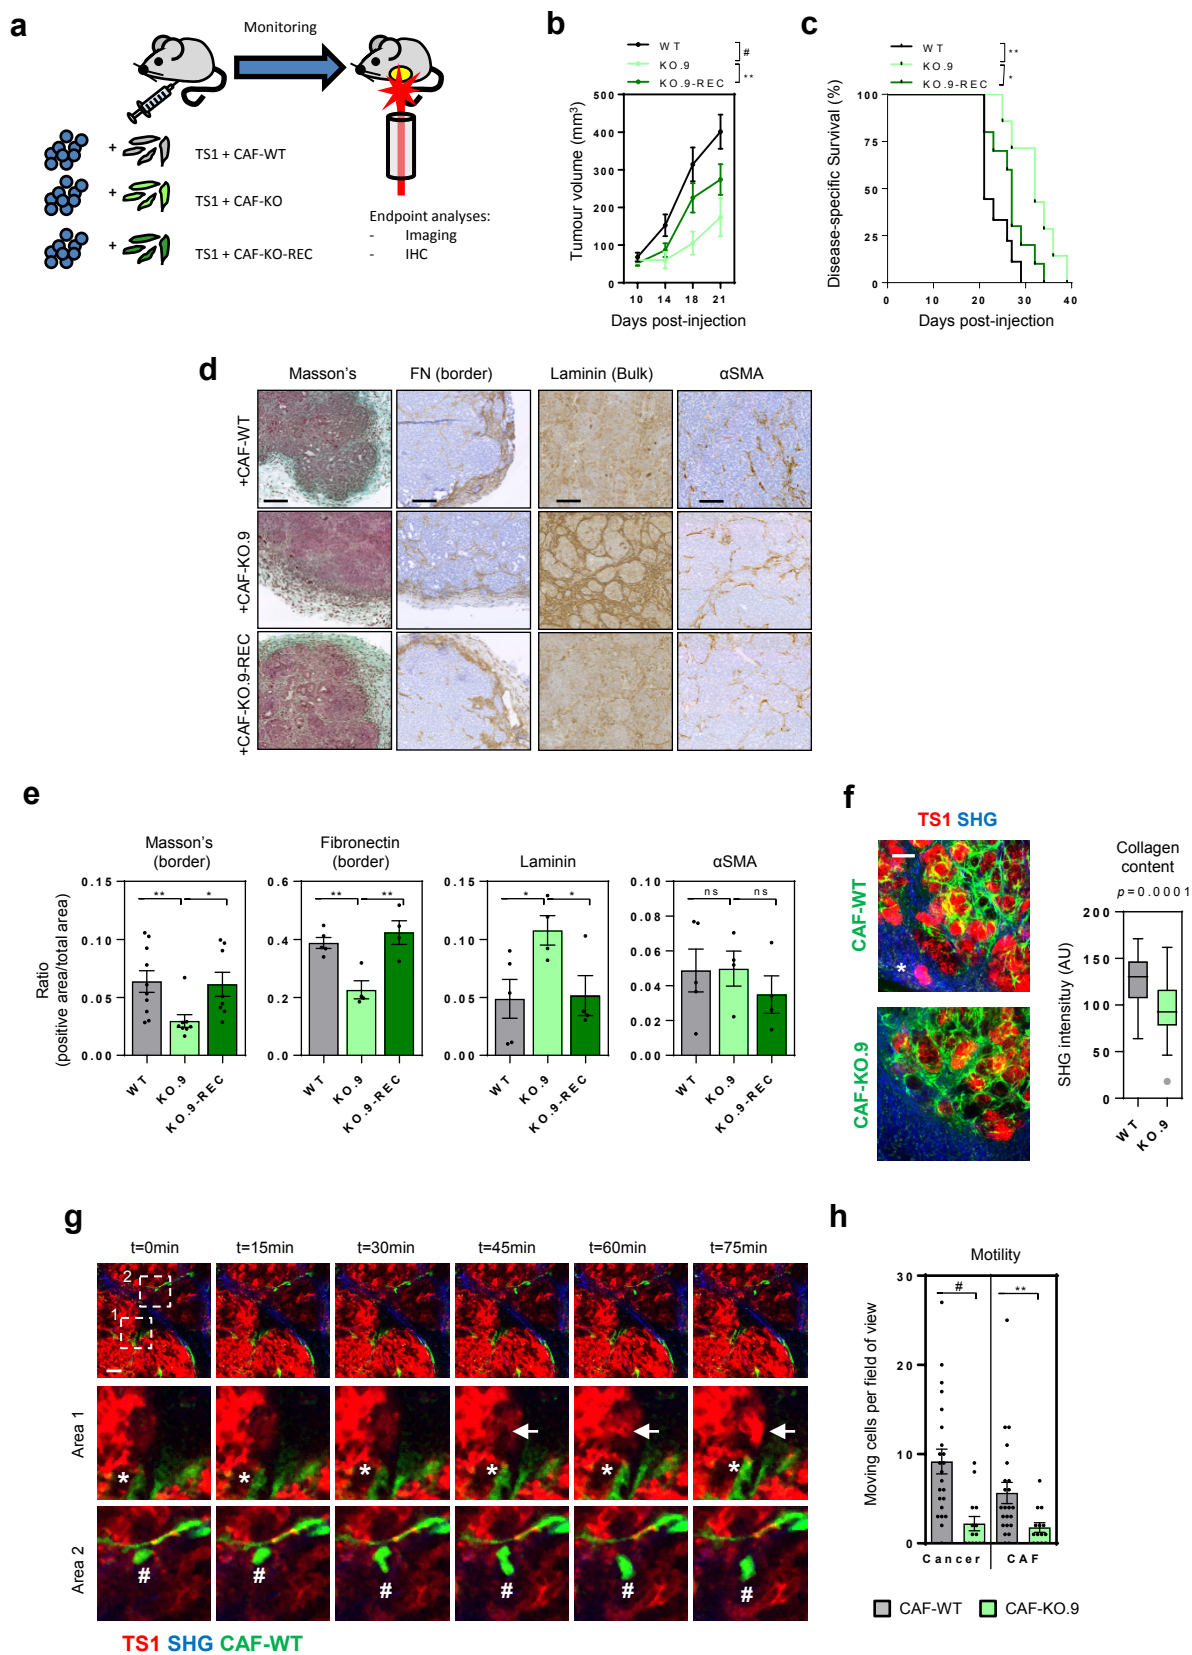 a
Monitoring
+
TS1 + CAF-WT
+
TS1 + CAF-KO
+
TS1 + CAF-KO-REC
Endpoint analyses:
- Imaging
- IHC
b
WT
KO.9
KO.9-REC
#
**
Tumour volume (mm³)
500
400
300
200
100
0
10 14 18 21
Days post-injection
c
WT
KO.9
KO.9-REC
**
*
Disease-specific Survival (%)
100
75
50
25
0
0 10 20 30 40
Days post-injection
d
Masson's FN (border) Laminin (Bulk) αSMA
+CAF-WT
+CAF-KO.9
+CAF-KO.9-REC
e
Ratio
(positive area/total area)
Masson's
(border)
0.15
0.10
0.05
0.00
** *
WT KO.9 KO.9-REC
Fibronectin
(border)
0.6
0.4
0.2
0.0
** **
WT KO.9 KO.9-REC
Laminin
0.15
0.10
0.05
0.00
* *
WT KO.9 KO.9-REC
αSMA
0.10
0.08
0.06
0.04
0.02
0.00
ns ns
WT KO.9 KO.9-REC
f
TS1 SHG
CAF-WT
*
CAF-KO.9
Collagen
content
p=0.0001
SHG intensituy (AU)
200
150
100
50
0
WT KO.9
g
t=0min t=15min t=30min t=45min t=60min t=75min
2
1
Area 1
* * * * * *
Area 2
# # # # # #
TS1 SHG CAF-WT
h
Motility
Moving cells per field of view
30
20
10
0
# **
Cancer CAF
CAF-WT CAF-KO.9